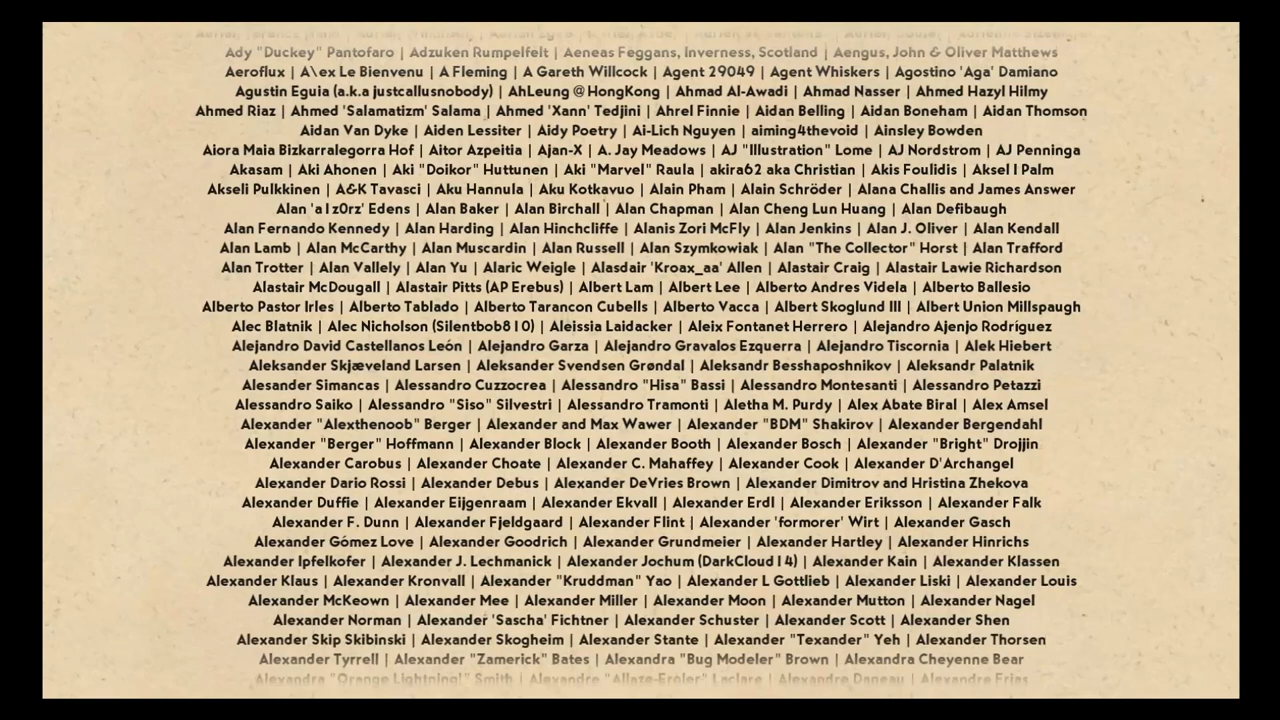 Ady "Duckey" Pantofaro | Adzuken Rumpelfelt | Aeneas Feggans, Inverness, Scotland | Aengus, John & Oliver Matthews
Aeroflux | A\ex Le Bienvenu | A Fleming | A Gareth Willcock | Agent 29049 | Agent Whiskers | Agostino 'Aga' Damiano
Agustin Eguia (a.k.a justcallusnobody) | AhLeung @ HongKong | Ahmad Al-Awadi | Ahmad Nasser | Ahmed Hazyl Hilmy
Ahmed Riaz | Ahmed 'Salamatizm' Salama | Ahmed 'Xann' Tedjini | Ahrel Finnie | Aidan Belling | Aidan Boneham | Aidan Thomson
Aidan Van Dyke | Aiden Lessiter | Aidy Poetry | Ai-Lich Nguyen | aiming4thevoid | Ainsley Bowden
Aiora Maia Bizkarralegorra Hof | Aitor Azpeitia | Ajan-X | A. Jay Meadows | AJ "Illustration" Lome | AJ Nordstrom | AJ Penninga
Akasam | Aki Ahonen | Aki "Doikor" Huttunen | Aki "Marvel" Raula | akira62 aka Christian | Akis Foulidis | Aksel I Palm
Akseli Pulkkinen | A&K Tavasci | Aku Hannula | Aku Kotkavuo | Alain Pham | Alain Schröder | Alana Challis and James Answer
Alan 'a1z0rz' Edens | Alan Baker | Alan Birchall | Alan Chapman | Alan Cheng Lun Huang | Alan Defibaugh
Alan Fernando Kennedy | Alan Harding | Alan Hinchcliffe | Alanis Zori McFly | Alan Jenkins | Alan J. Oliver | Alan Kendall
Alan Lamb | Alan McCarthy | Alan Muscardin | Alan Russell | Alan Szymkowiak | Alan "The Collector" Horst | Alan Trafford
Alan Trotter | Alan Vallely | Alan Yu | Alaric Weigle | Alasdair 'Kroax_aa' Allen | Alastair Craig | Alastair Lawie Richardson
Alastair McDougall | Alastair Pitts (AP Erebus) | Albert Lam | Albert Lee | Alberto Andres Videla | Alberto Ballesio
Alberto Pastor Irles | Alberto Tablado | Alberto Tarancon Cubells | Alberto Vacca | Albert Skoglund III | Albert Union Millspaugh
Alec Blatnik | Alec Nicholson (Silentbob810) | Aleissia Laidacker | Aleix Fontanet Herrero | Alejandro Ajenjo Rodríguez
Alejandro David Castellanos León | Alejandro Garza | Alejandro Gravalos Ezquerra | Alejandro Tiscornia | Alek Hiebert
Aleksander Skjæveland Larsen | Aleksander Svendsen Grøndal | Aleksandr Besshaposhnikov | Aleksandr Palatnik
Alesander Simancas | Alessandro Cuzzocrea | Alessandro "Hisa" Bassi | Alessandro Montesanti | Alessandro Petazzi
Alessandro Saiko | Alessandro "Siso" Silvestri | Alessandro Tramonti | Aletha M. Purdy | Alex Abate Biral | Alex Amsel
Alexander "Alexthenoob" Berger | Alexander and Max Wawer | Alexander "BDM" Shakirov | Alexander Bergendahl
Alexander "Berger" Hoffmann | Alexander Block | Alexander Booth | Alexander Bosch | Alexander "Bright" Drojjin
Alexander Carobus | Alexander Choate | Alexander C. Mahaffey | Alexander Cook | Alexander D'Archangel
Alexander Dario Rossi | Alexander Debus | Alexander DeVries Brown | Alexander Dimitrov and Hristina Zhekova
Alexander Duffie | Alexander Eijgenraam | Alexander Ekvall | Alexander Erdl | Alexander Eriksson | Alexander Falk
Alexander F. Dunn | Alexander Fjeldgaard | Alexander Flint | Alexander 'formorer' Wirt | Alexander Gasch
Alexander Gómez Love | Alexander Goodrich | Alexander Grundmeier | Alexander Hartley | Alexander Hinrichs
Alexander Ipfelkofer | Alexander J. Lechmanick | Alexander Jochum (DarkCloud14) | Alexander Kain | Alexander Klassen
Alexander Klaus | Alexander Kronvall | Alexander "Kruddman" Yao | Alexander L Gottlieb | Alexander Liski | Alexander Louis
Alexander McKeown | Alexander Mee | Alexander Miller | Alexander Moon | Alexander Mutton | Alexander Nagel
Alexander Norman | Alexander 'Sascha' Fichtner | Alexander Schuster | Alexander Scott | Alexander Shen
Alexander Skip Skibinski | Alexander Skogheim | Alexander Stante | Alexander "Texander" Yeh | Alexander Thorsen
Alexander Tyrrell | Alexander "Zamerick" Bates | Alexandra "Bug Modeler" Brown | Alexandra Cheyenne Bear
Alexandra "Orange Lightning!" Smith | Alexandre "Allaze-Eroler" Laclare | Alexandre Daneau | Alexandre Frias